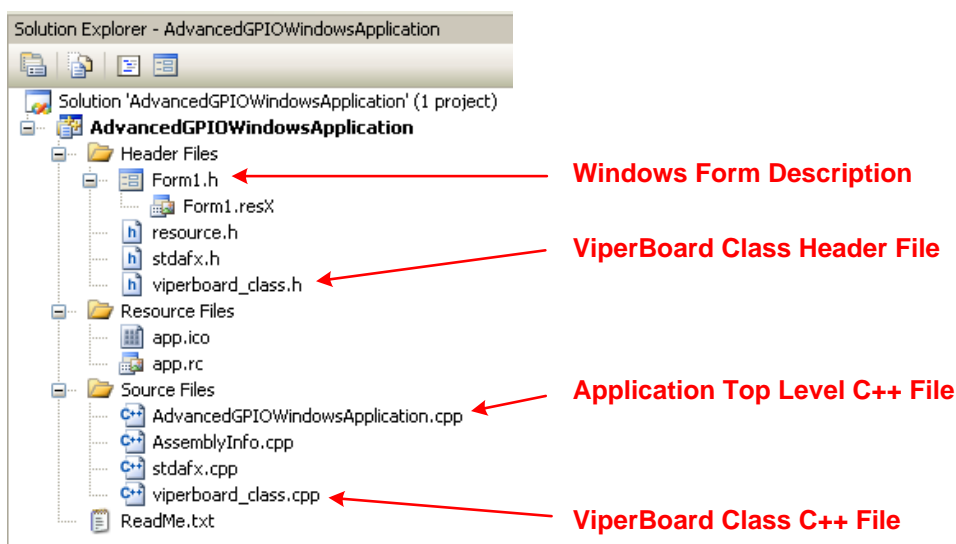 Solution Explorer - AdvancedGPIOWindowsApplication
Solution 'AdvancedGPIOWindowsApplication' (1 project)
AdvancedGPIOWindowsApplication
Header Files
Form1.h
Windows Form Description
Form1.resX
resource.h
stdafx.h
ViperBoard Class Header File
viperboard_class.h
Resource Files
app.ico
app.rc
Source Files
Application Top Level C++ File
AdvancedGPIOWindowsApplication.cpp
AssemblyInfo.cpp
stdafx.cpp
viperboard_class.cpp
ReadMe.txt
ViperBoard Class C++ File